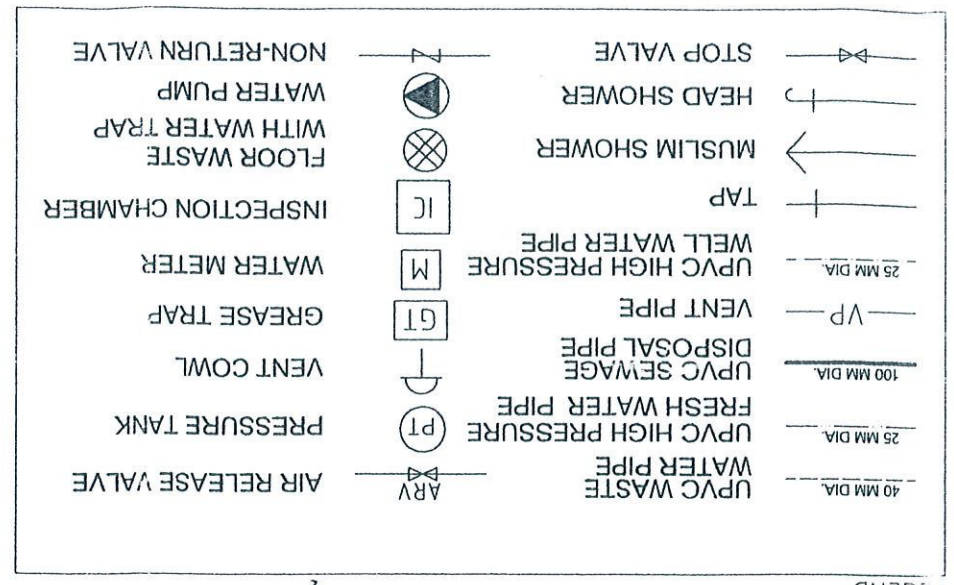 40 MM DIA.
UPVC WASTE
WATER PIPE
25 MM DIA.
UPVC HIGH PRESSURE
FRESH WATER PIPE
100 MM DIA.
UPVC SEWAGE
DISPOSAL PIPE
VP
VENT PIPE
25 MM DIA.
UPVC HIGH PRESSURE
WELL WATER PIPE
TAP
MUSLIM SHOWER
HEAD SHOWER
STOP VALVE
ARV
AIR RELEASE VALVE
PT
PRESSURE TANK
VENT COWL
GT
GREASE TRAP
M
WATER METER
IC
INSPECTION CHAMBER
FLOOR WASTE
WITH WATER TRAP
WATER PUMP
NON-RETURN VALVE